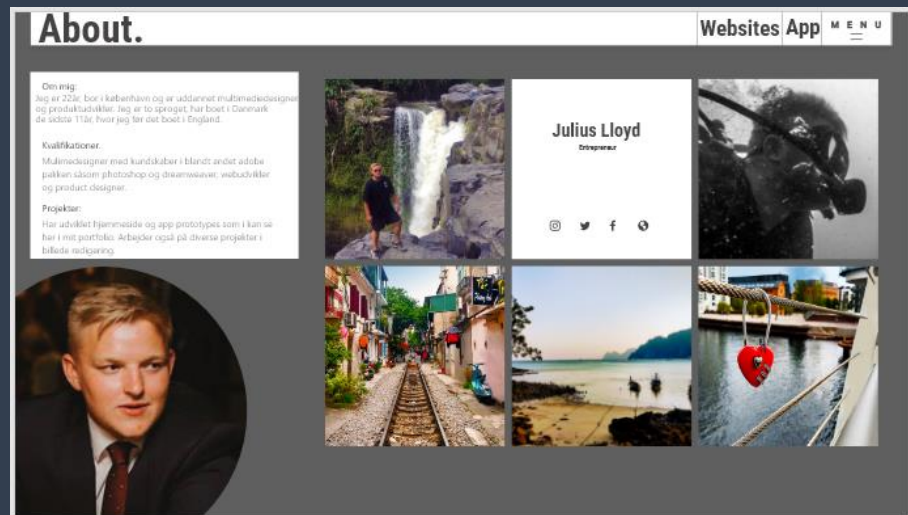 About.
Websites
App
MENU
Om mig:
Jeg er 22år, bor i københavn og er uddannet multimediedesigner
og produktudvikler. Jeg er to sproget, har boet i Danmark
de sidste 11år, hvor jeg før det boet i England.
Kvalifikationer.
Mulimedesigner med kundskaber i blandt andet adobe
pakken såsom photoshop og dreamweaver, webudvikler
og product designer.
Projekter:
Har udviklet hjemmeside og app prototypes som i kan se
her i mit portfolio. Arbejder også på diverse projekter i
billede redigering.
Julius Lloyd
Entrepreneur